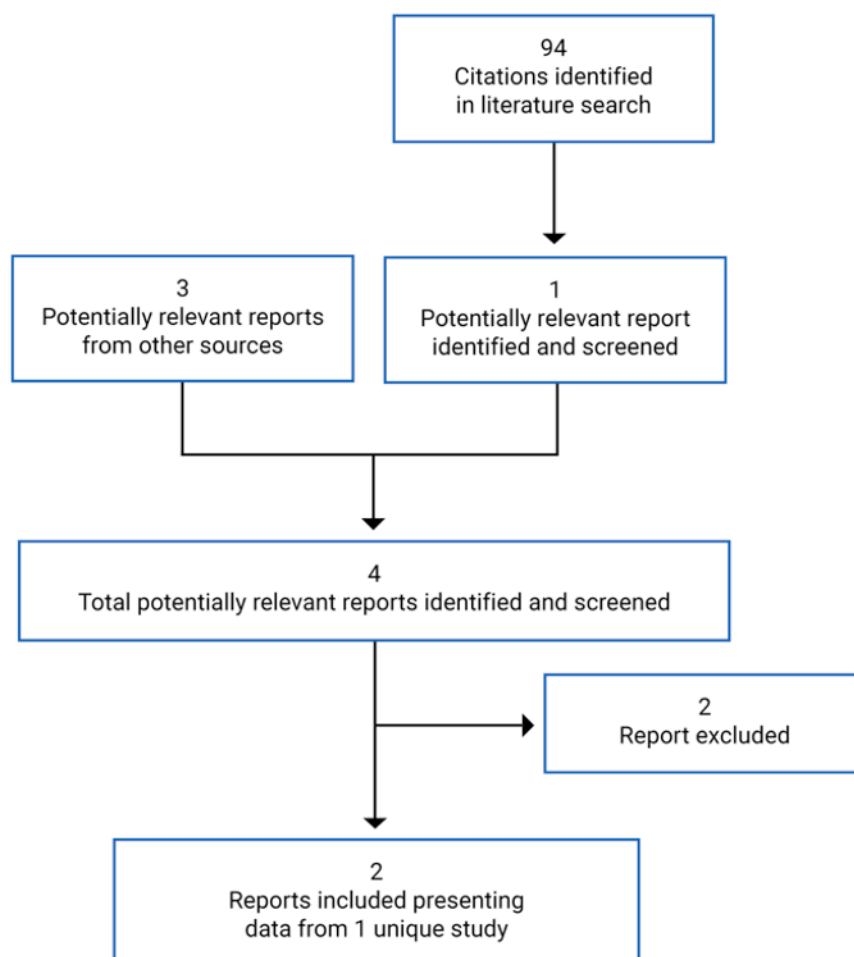 94
Citations identified
in literature search
3
Potentially relevant reports
from other sources
1
Potentially relevant report
identified and screened
4
Total potentially relevant reports identified and screened
2
Report excluded
2
Reports included presenting
data from 1 unique study